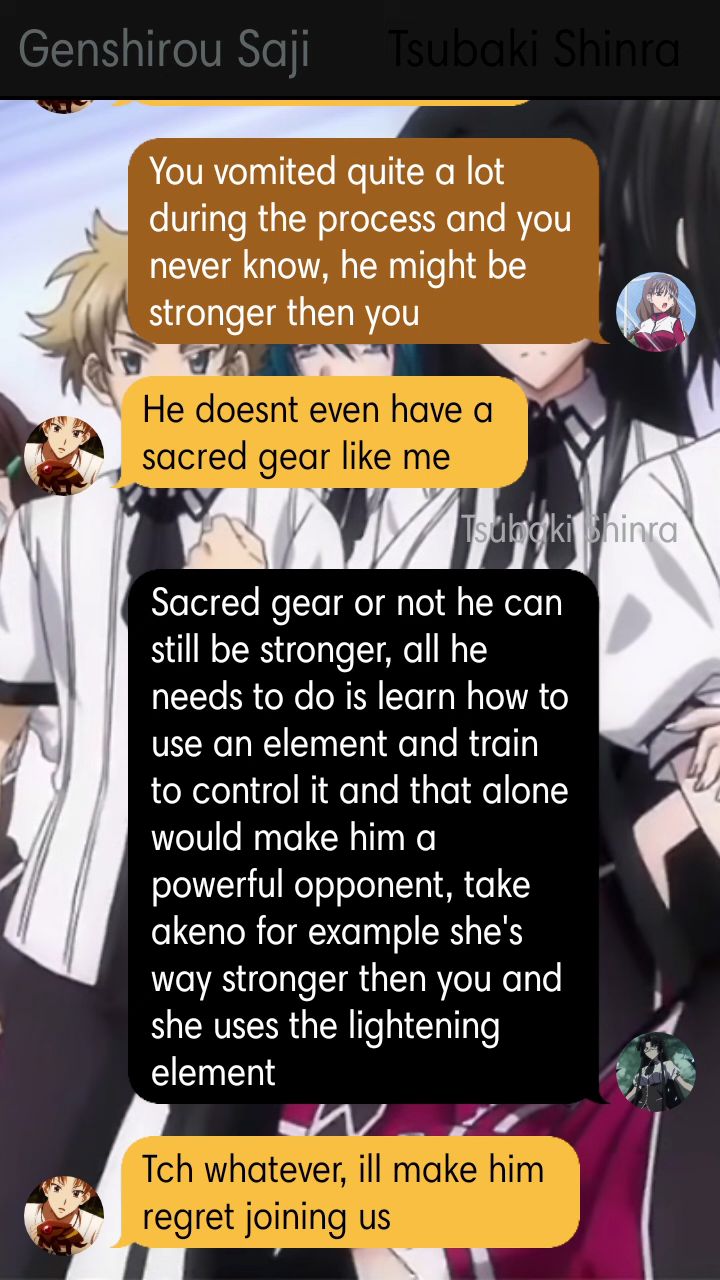 Genshirou Saji Tsubaki Shinra
You vomited quite a lot
during the process and you
never know, he might be
stronger then you
He doesnt even have a
sacred gear like me
Tsubaki Shinra
Sacred gear or not he can
still be stronger, all he
needs to do is learn how to
use an element and train
to control it and that alone
would make him a
powerful opponent, take
akeno for example she's
way stronger then you and
she uses the lightening
element
Tch whatever, ill make him
regret joining us